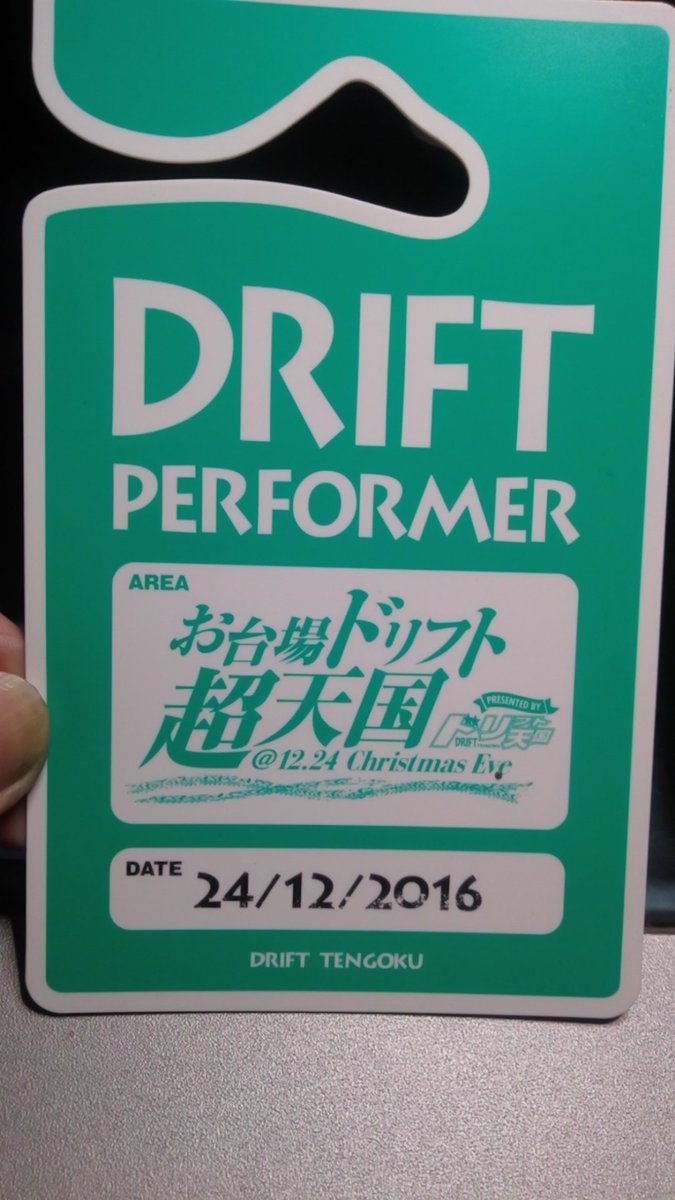 DRIFT
PERFORMER
AREA
お台場ドリフト
超天国
PRESENTED BY
ドリ天
DRIFT
@12.24 Christmas Eve
DATE 24/12/2016
DRIFT TENGOKU